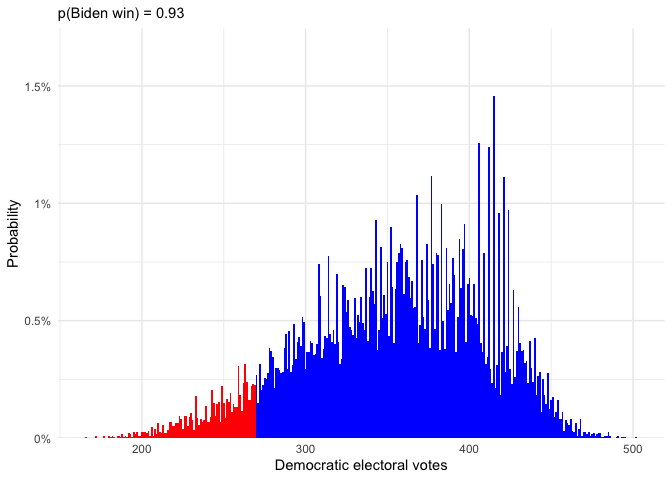 p(Biden win) = 0.93
1.5%
1%
0.5%
0%
Probability
200
300
400
500
Democratic electoral votes